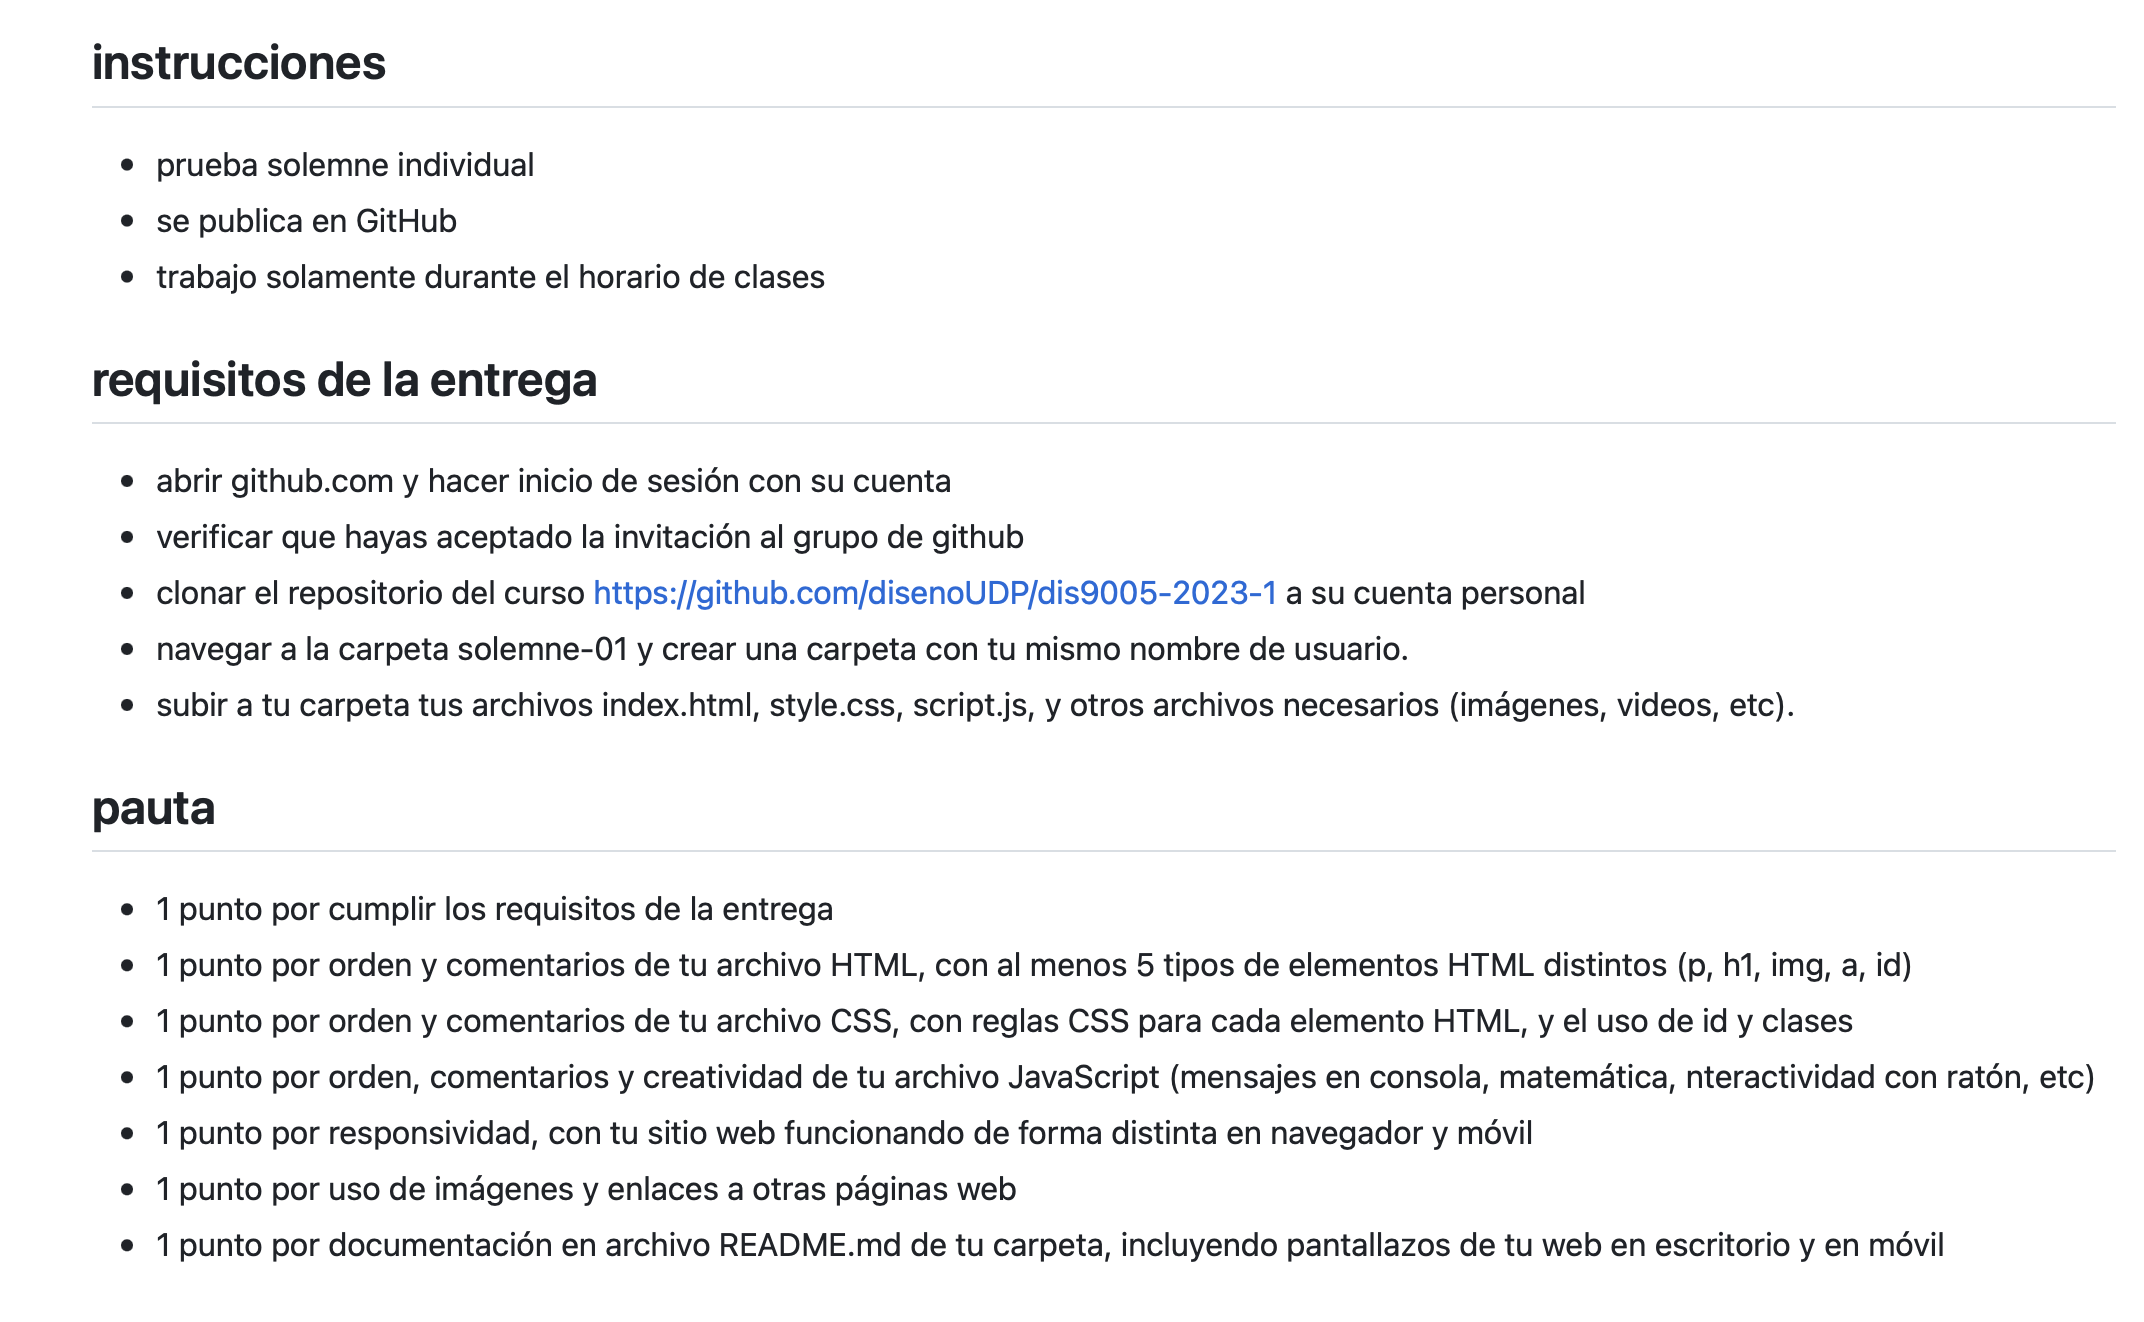 instrucciones
prueba solemne individual
se publica en GitHub
trabajo solamente durante el horario de clases
requisitos de la entrega
abrir github.com y hacer inicio de sesión con su cuenta
verificar que hayas aceptado la invitación al grupo de github
clonar el repositorio del curso https://github.com/disenoUDP/dis9005-2023-1 a su cuenta personal
navegar a la carpeta solemne-01 y crear una carpeta con tu mismo nombre de usuario.
subir a tu carpeta tus archivos index.html, style.css, script.js, y otros archivos necesarios (imágenes, videos, etc).
pauta
1 punto por cumplir los requisitos de la entrega
1 punto por orden y comentarios de tu archivo HTML, con al menos 5 tipos de elementos HTML distintos (p, h1, img, a, id)
1 punto por orden y comentarios de tu archivo CSS, con reglas CSS para cada elemento HTML, y el uso de id y clases
1 punto por orden, comentarios y creatividad de tu archivo JavaScript (mensajes en consola, matemática, nteractividad con ratón, etc)
1 punto por responsividad, con tu sitio web funcionando de forma distinta en navegador y móvil
1 punto por uso de imágenes y enlaces a otras páginas web
1 punto por documentación en archivo README.md de tu carpeta, incluyendo pantallazos de tu web en escritorio y en móvil